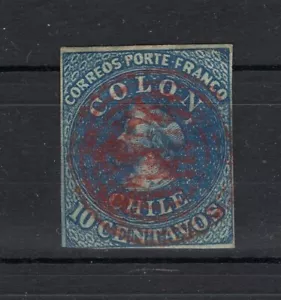 CORREOS PORTE FRANCO
COLON
CHILE
10 CENTAVOS